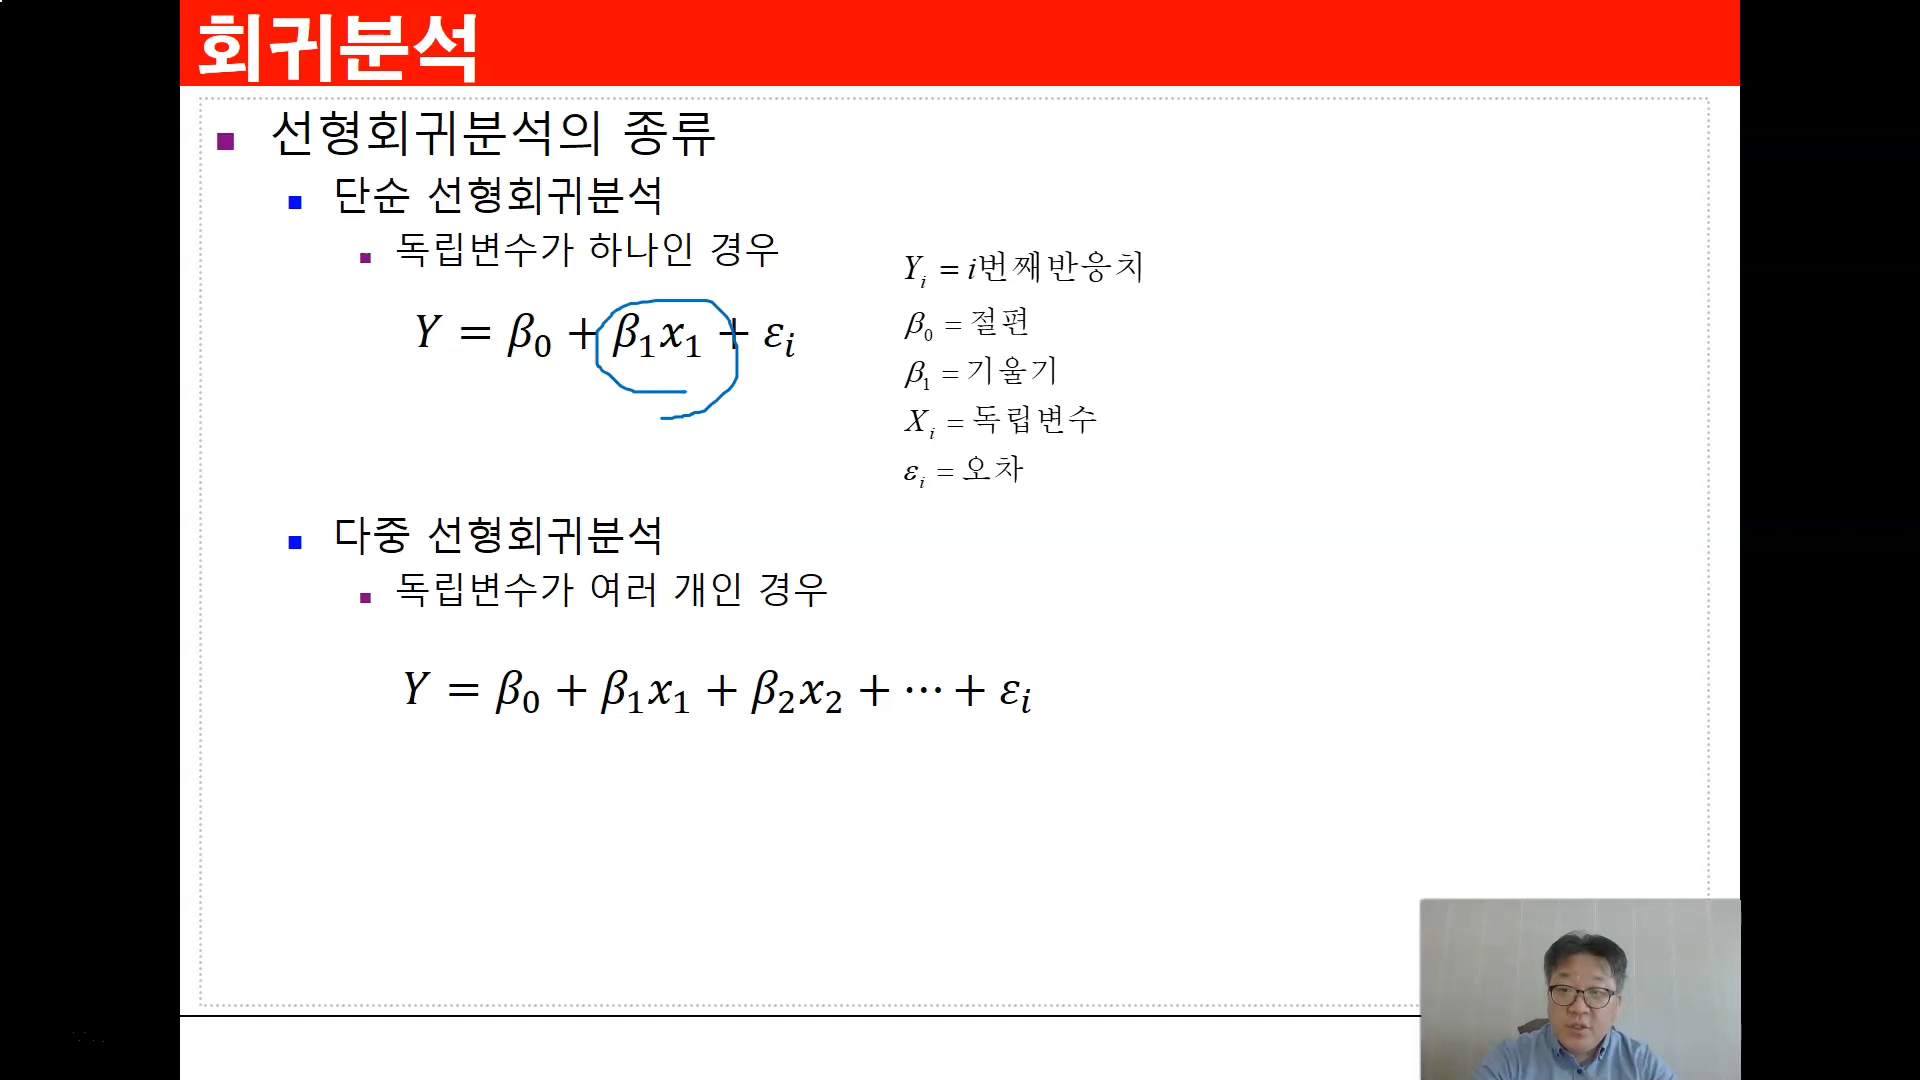 회귀분석
선형회귀분석의 종류
단순 선형회귀분석
독립변수가 하나인 경우
Y = β₀ + β₁x₁ + εᵢ
Yᵢ = i번째반응치
β₀ = 절편
β₁ = 기울기
Xᵢ = 독립변수
εᵢ = 오차
다중 선형회귀분석
독립변수가 여러 개인 경우
Y = β₀ + β₁x₁ + β₂x₂ + ⋯ + εᵢ